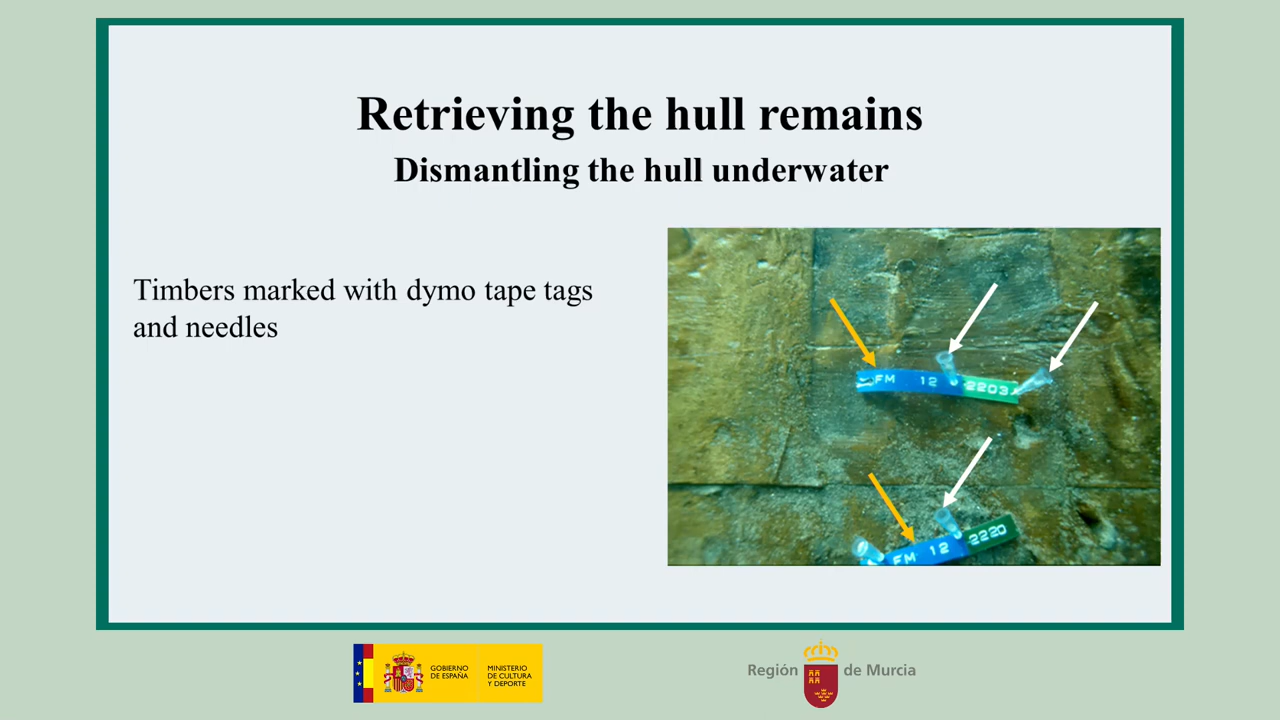 Retrieving the hull remains
Dismantling the hull underwater
Timbers marked with dymo tape tags
and needles
FM 12 2203
FM 12 2220
GOBIERNO
DE ESPAÑA
MINISTERIO
DE CULTURA
Y DEPORTE
Región de Murcia